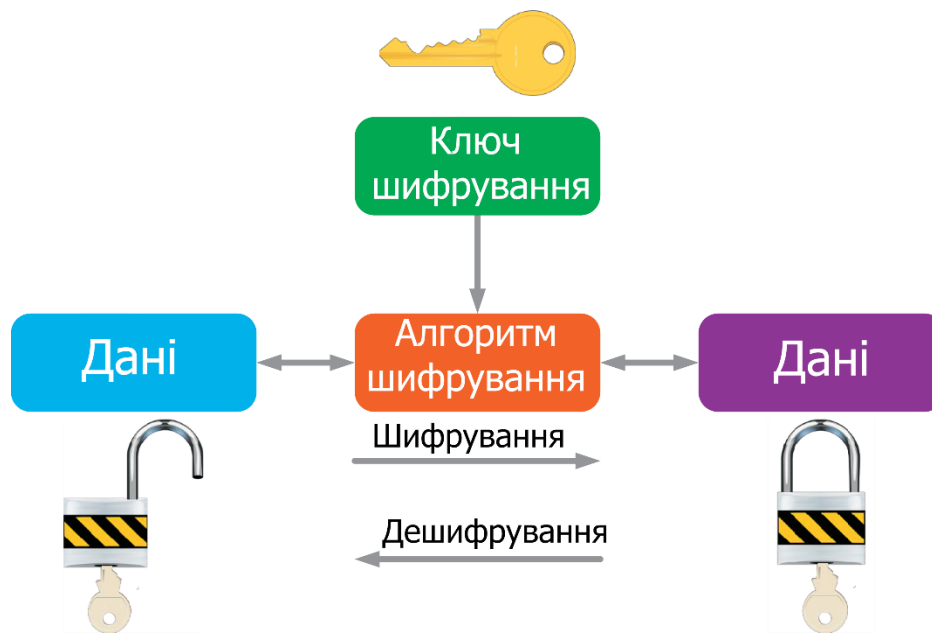 Ключ
шифрування
Дані
Алгоритм
шифрування
Дані
Шифрування
Дешифрування